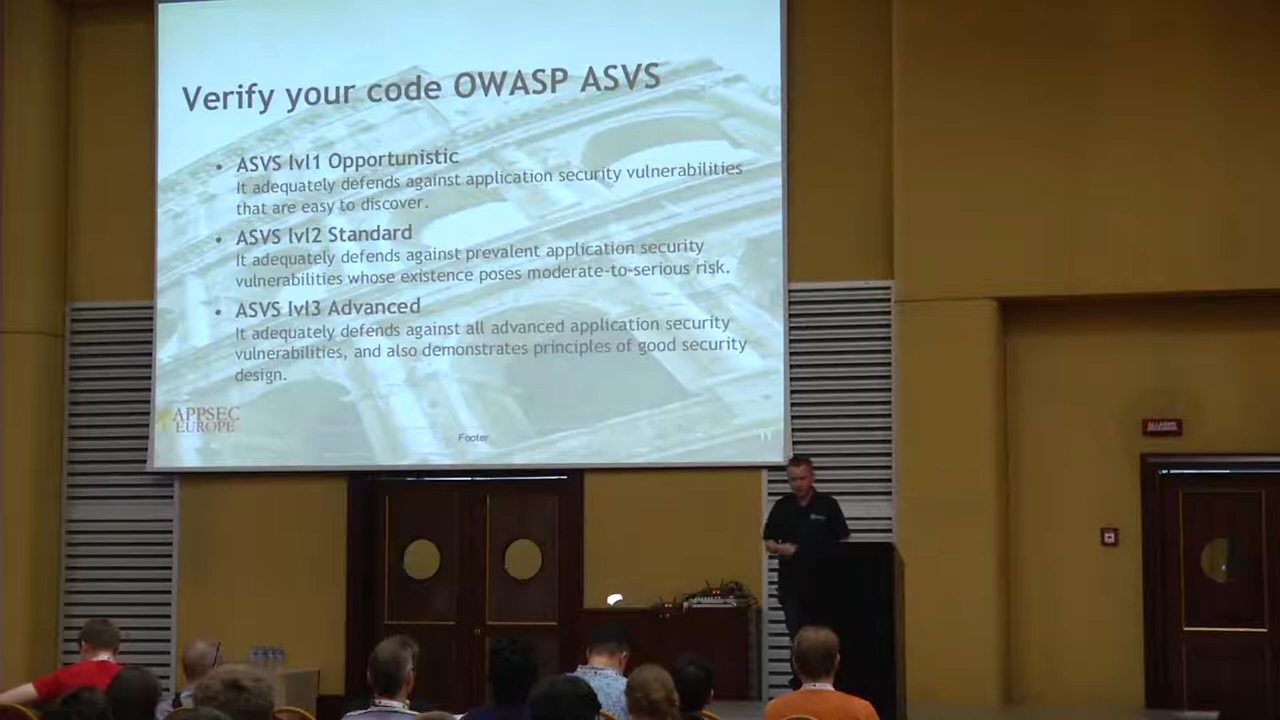 Verify your code OWASP ASVS
• ASVS lvl1 Opportunistic
It adequately defends against application security vulnerabilities
that are easy to discover.
• ASVS lvl2 Standard
It adequately defends against prevalent application security
vulnerabilities whose existence poses moderate-to-serious risk.
• ASVS lvl3 Advanced
It adequately defends against all advanced application security
vulnerabilities, and also demonstrates principles of good security
design.
APPSEC
EUROPE
Footer
11